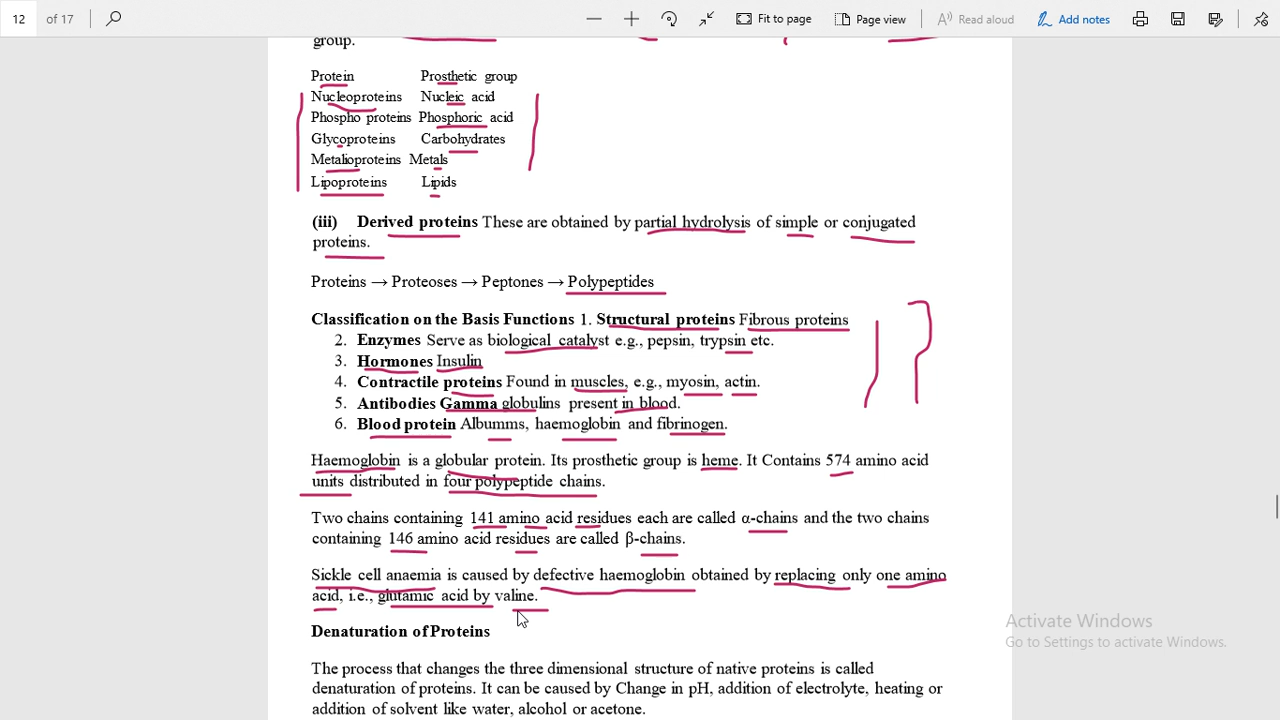 12 of 17 Fit to page Page view Read aloud Add notes
group.
Protein Prosthetic group
Nucleoproteins Nucleic acid
Phospho proteins Phosphoric acid
Glycoproteins Carbohydrates
Metalioproteins Metals
Lipoproteins Lipids
(iii) Derived proteins These are obtained by partial hydrolysis of simple or conjugated
proteins.
Proteins → Proteoses → Peptones → Polypeptides
Classification on the Basis Functions 1. Structural proteins Fibrous proteins
2. Enzymes Serve as biological catalyst e.g., pepsin, trypsin etc.
3. Hormones Insulin
4. Contractile proteins Found in muscles, e.g., myosin, actin.
5. Antibodies Gamma globulins present in blood.
6. Blood protein Albumms, haemoglobin and fibrinogen.
Haemoglobin is a globular protein. Its prosthetic group is heme. It Contains 574 amino acid
units distributed in four polypeptide chains.
Two chains containing 141 amino acid residues each are called α-chains and the two chains
containing 146 amino acid residues are called β-chains.
Sickle cell anaemia is caused by defective haemoglobin obtained by replacing only one amino
acid, i.e., glutamic acid by valine.
Activate Windows
Go to Settings to activate Windows.
Denaturation of Proteins
The process that changes the three dimensional structure of native proteins is called
denaturation of proteins. It can be caused by Change in pH, addition of electrolyte, heating or
addition of solvent like water, alcohol or acetone.